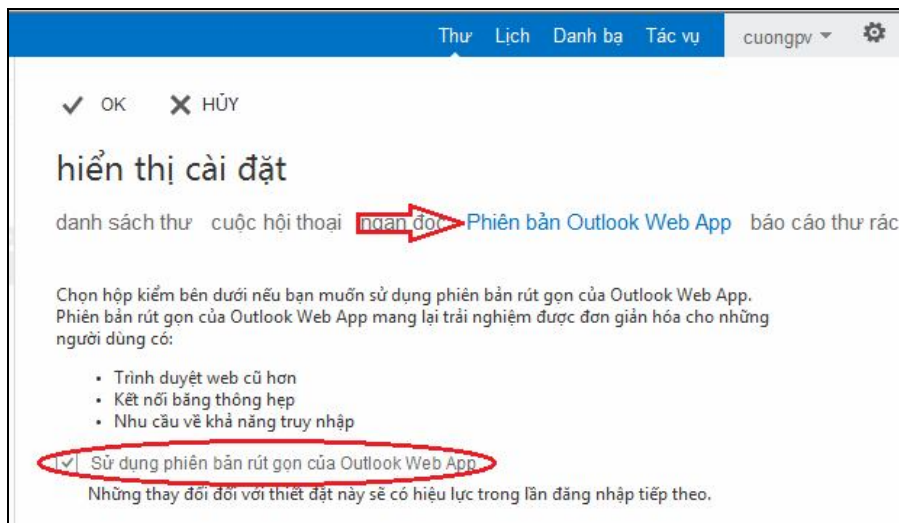 Thư Lịch Danh bạ Tác vụ cuongpv
OK HỦY
hiển thị cài đặt
danh sách thư cuộc hội thoại ngăn đọc Phiên bản Outlook Web App báo cáo thư rác
Chọn hộp kiểm bên dưới nếu bạn muốn sử dụng phiên bản rút gọn của Outlook Web App.
Phiên bản rút gọn của Outlook Web App mang lại trải nghiệm được đơn giản hóa cho những
người dùng có:
• Trình duyệt web cũ hơn
• Kết nối băng thông hẹp
• Nhu cầu về khả năng truy nhập
Sử dụng phiên bản rút gọn của Outlook Web App
Những thay đổi đối với thiết đặt này sẽ có hiệu lực trong lần đăng nhập tiếp theo.